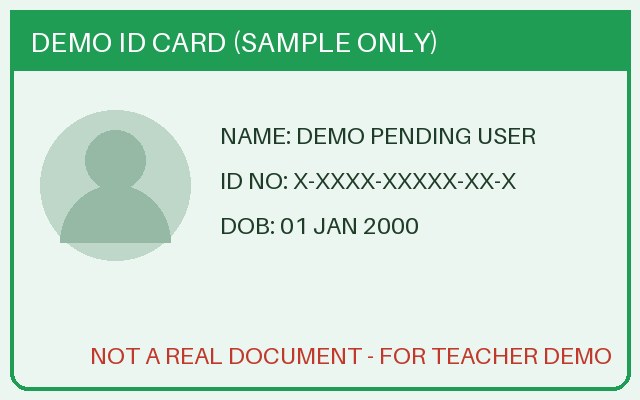 DEMO ID CARD (SAMPLE ONLY)
NAME: DEMO PENDING USER
ID NO: X-XXXX-XXXXX-XX-X
DOB: 01 JAN 2000
NOT A REAL DOCUMENT - FOR TEACHER DEMO